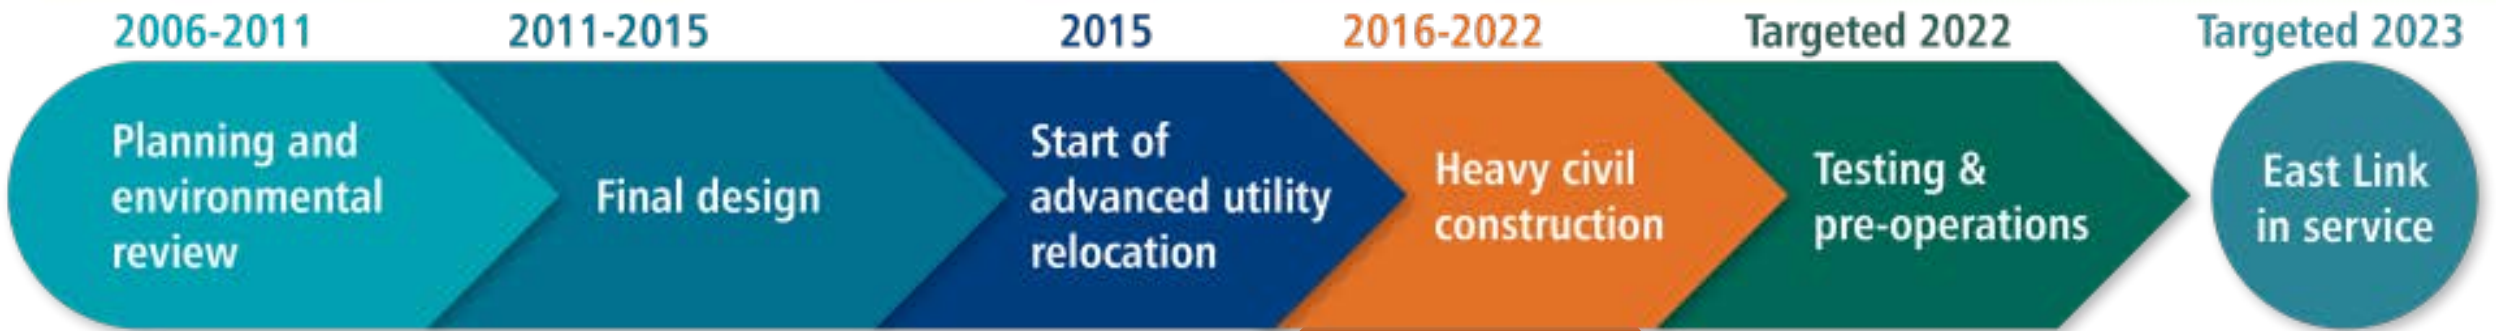 2006-2011
2011-2015
2015
2016-2022
Targeted 2022
Targeted 2023
Planning and
environmental
review
Final design
Start of
advanced utility
relocation
Heavy civil
construction
Testing &
pre-operations
East Link
in service